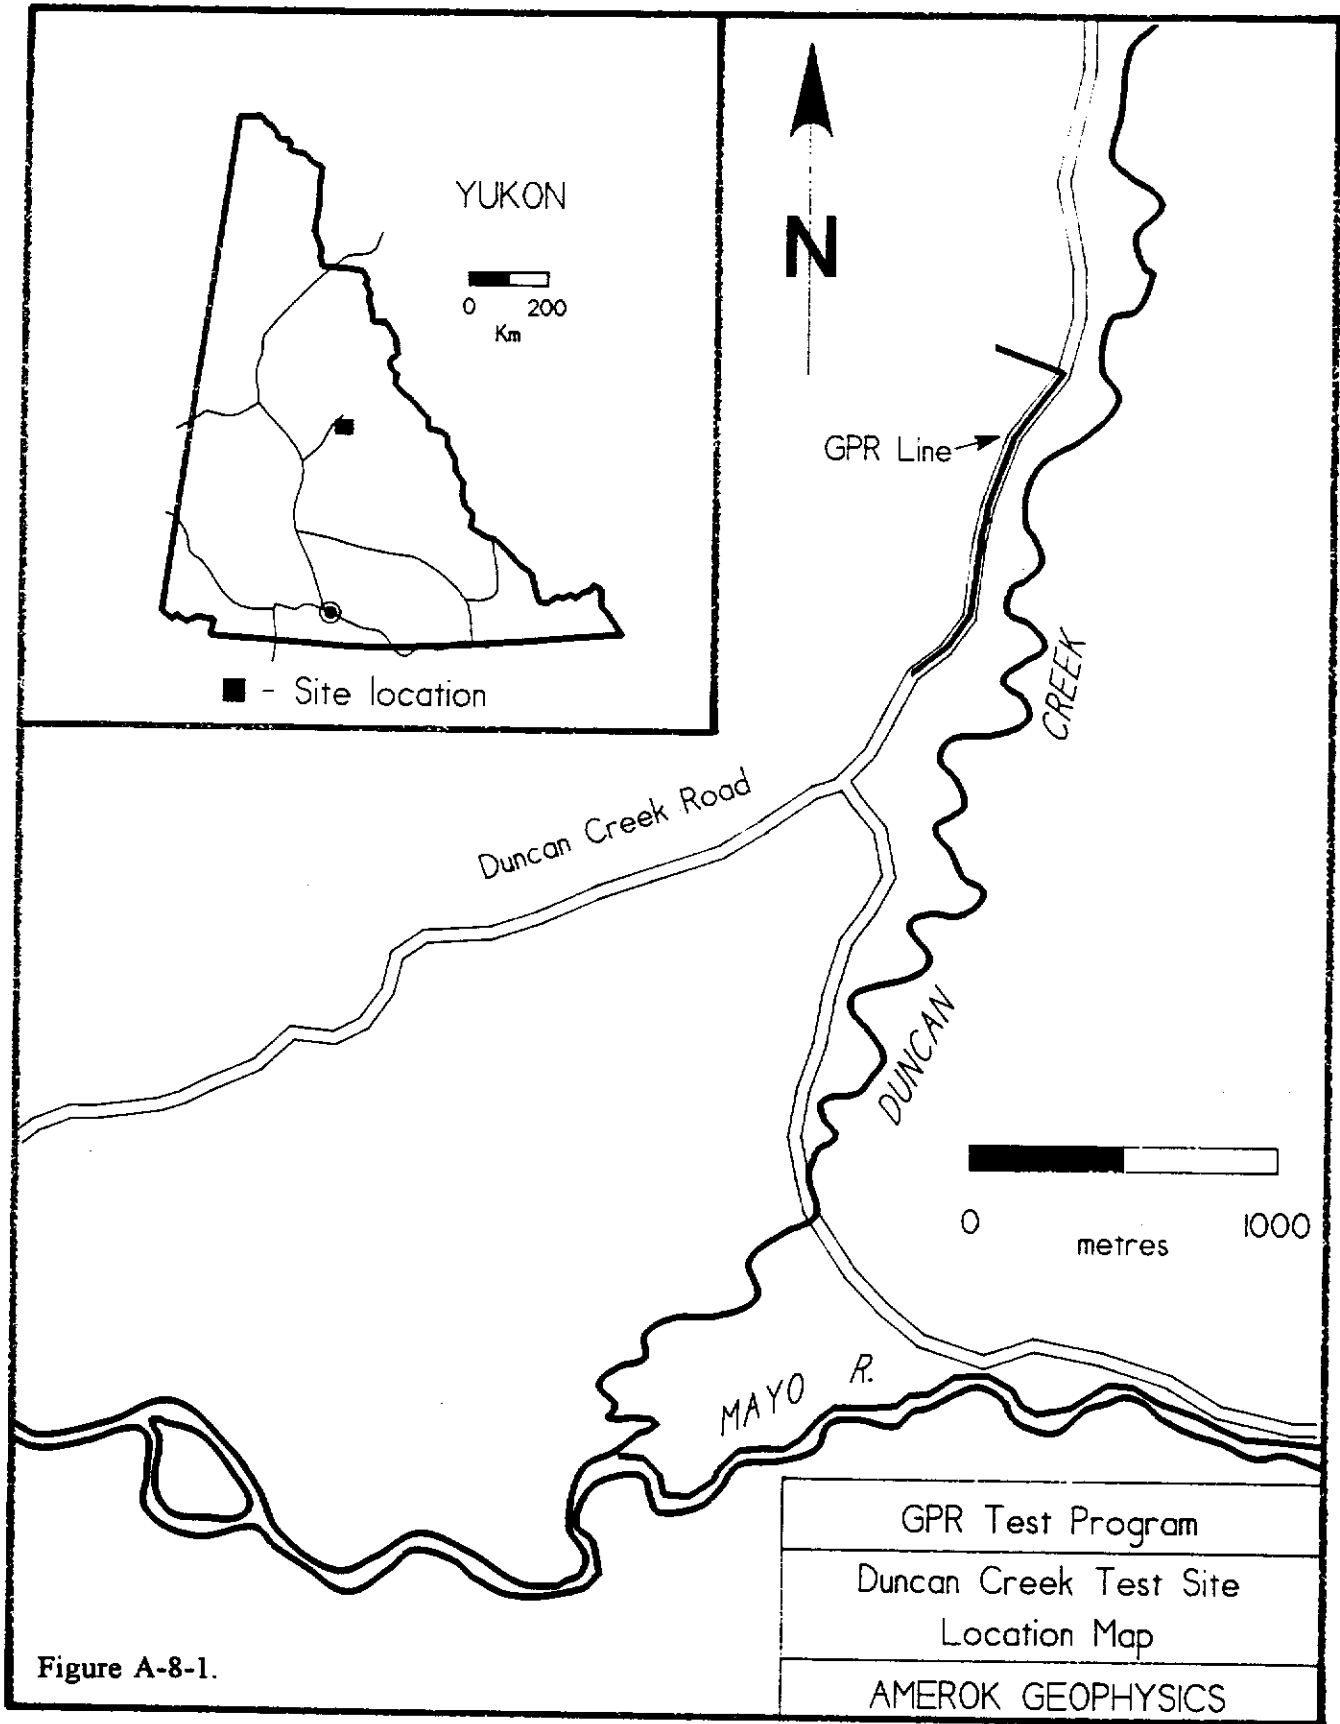 YUKON
0 200
Km
- Site location
N
GPR Line
CREEK
Duncan Creek Road
DUNCAN
0 1000
metres
MAYO R.
GPR Test Program
Duncan Creek Test Site
Location Map
AMEROK GEOPHYSICS
Figure A-8-1.